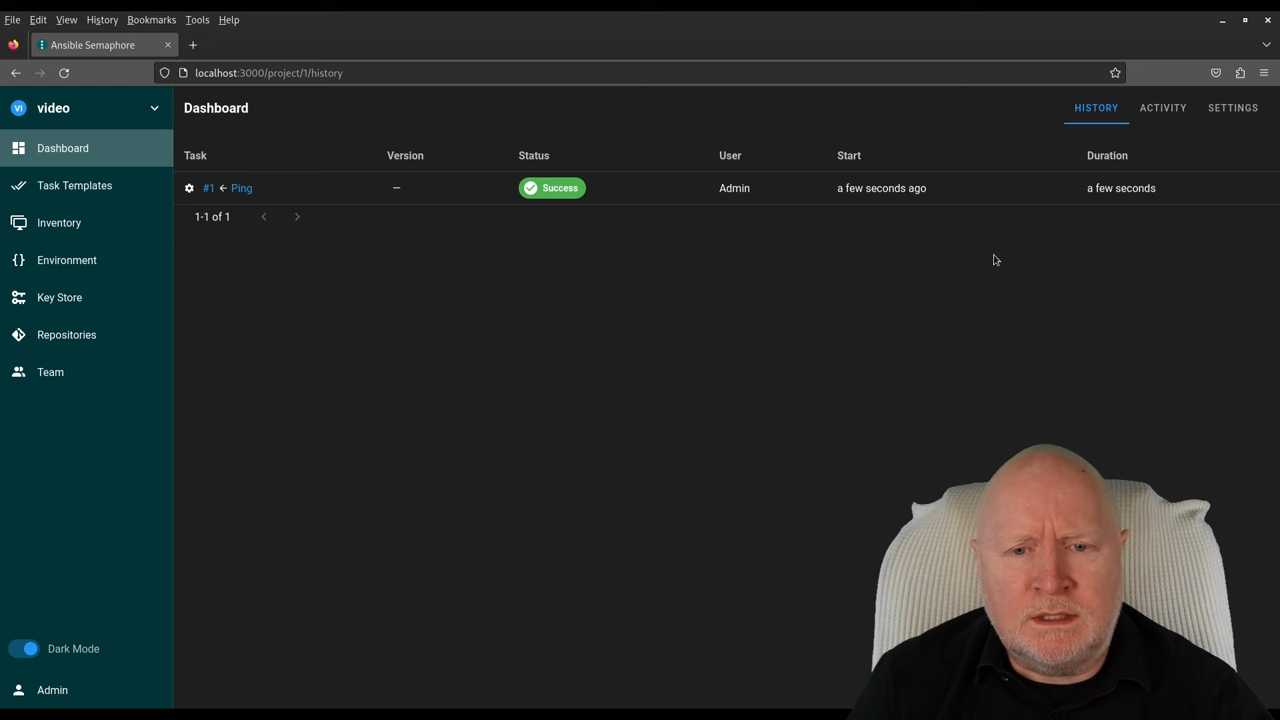 File Edit View History Bookmarks Tools Help
Ansible Semaphore
localhost:3000/project/1/history
VI video
Dashboard
Task Templates
Inventory
Environment
Key Store
Repositories
Team
Dark Mode
Admin
Dashboard
HISTORY ACTIVITY SETTINGS
Task Version Status User Start Duration
#1 ← Ping — Success Admin a few seconds ago a few seconds
1-1 of 1